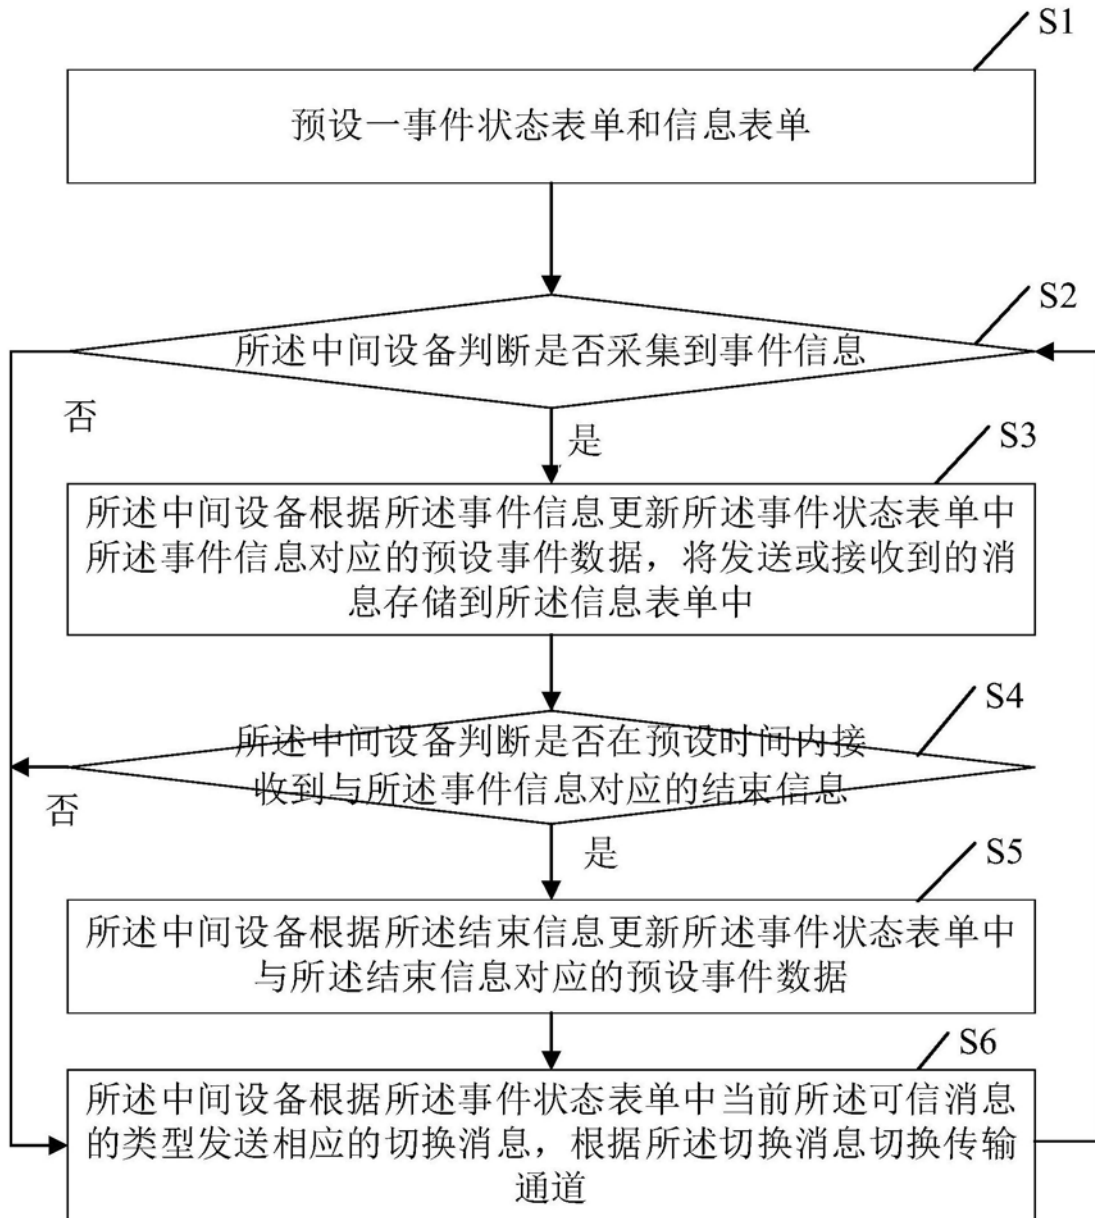 S1
预设一事件状态表单和信息表单
S2
所述中间设备判断是否采集到事件信息
否
是
S3
所述中间设备根据所述事件信息更新所述事件状态表单中
所述事件信息对应的预设事件数据，将发送或接收到的消
息存储到所述信息表单中
S4
所述中间设备判断是否在预设时间内接
收到与所述事件信息对应的结束信息
否
是
S5
所述中间设备根据所述结束信息更新所述事件状态表单中
与所述结束信息对应的预设事件数据
S6
所述中间设备根据所述事件状态表单中当前所述可信消息
的类型发送相应的切换消息，根据所述切换消息切换传输
通道